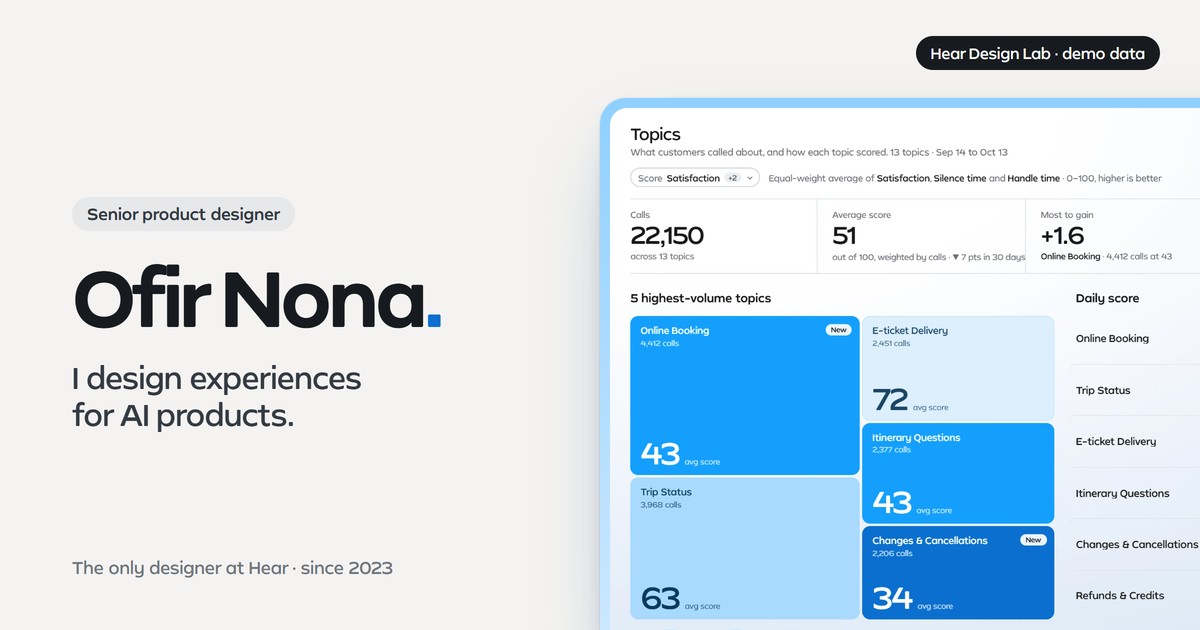 Hear Design Lab · demo data
Senior product designer
Ofir Nona.
I design experiences
for AI products.
The only designer at Hear · since 2023
Topics
What customers called about, and how each topic scored. 13 topics · Sep 14 to Oct 13
Score Satisfaction +2
Equal-weight average of Satisfaction, Silence time and Handle time · 0–100, higher is better
Calls
22,150
across 13 topics
Average score
51
out of 100, weighted by calls · ▼ 7 pts in 30 days
Most to gain
+1.6
Online Booking · 4,412 calls at 43
5 highest-volume topics
Online Booking
New
4,412 calls
43 avg score
Trip Status
3,968 calls
63 avg score
E-ticket Delivery
2,451 calls
72 avg score
Itinerary Questions
2,377 calls
43 avg score
Changes & Cancellations
New
2,206 calls
34 avg score
Daily score
Online Booking
Trip Status
E-ticket Delivery
Itinerary Questions
Changes & Cancellations
Refunds & Credits